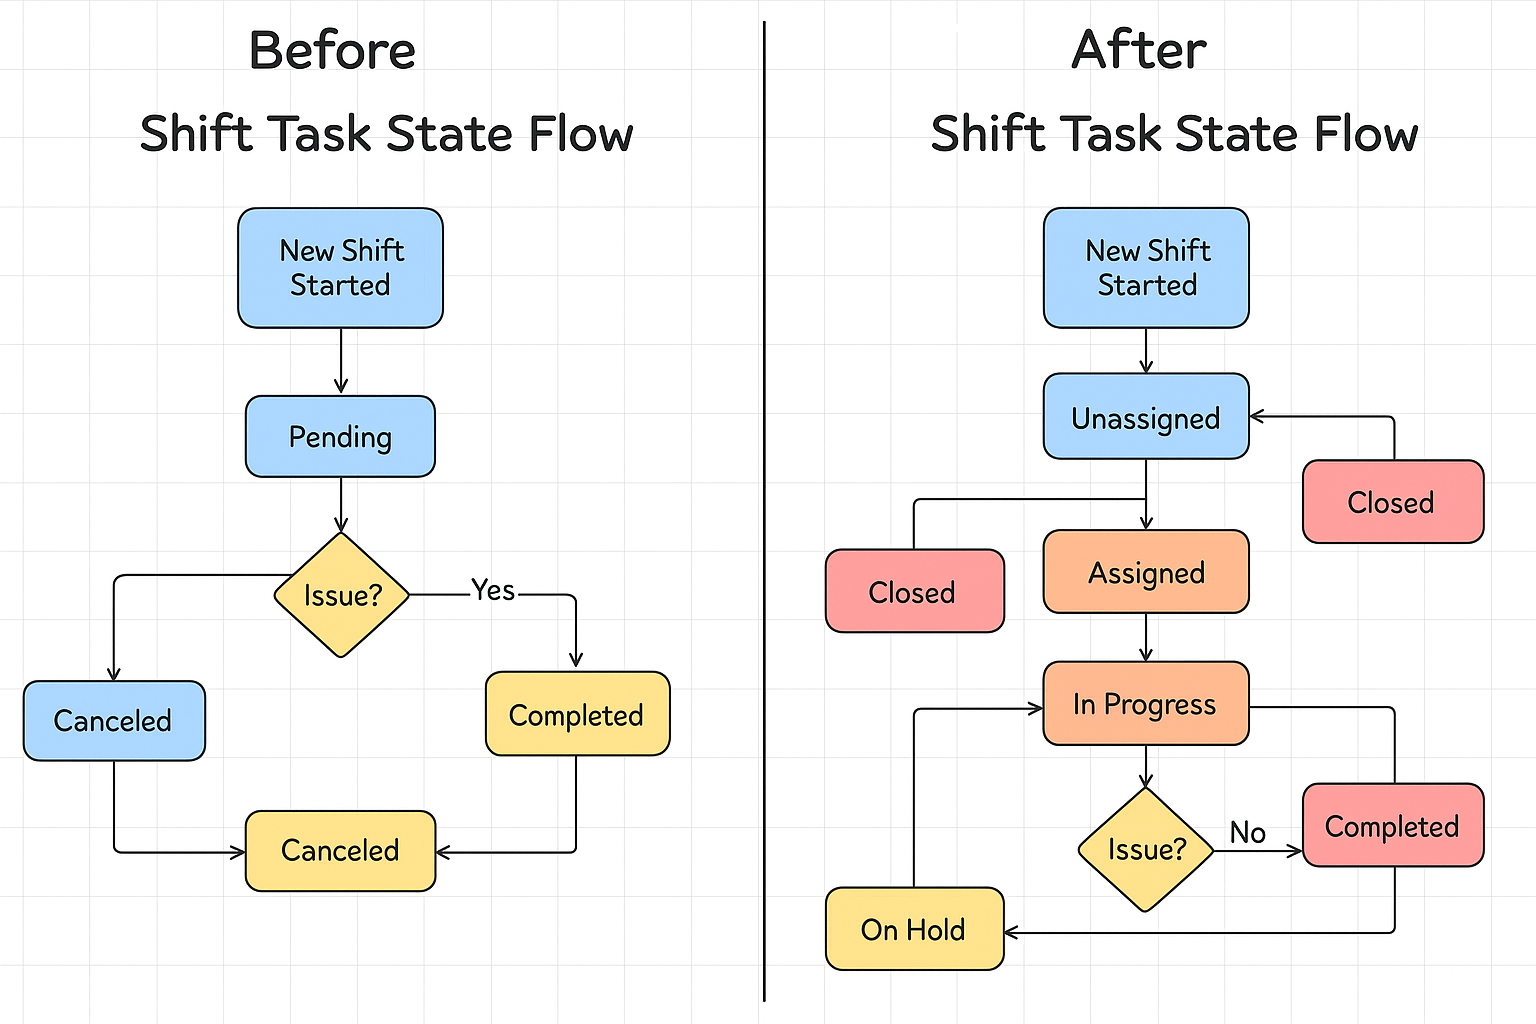 Before
Shift Task State Flow
New Shift
Started
Pending
Issue?
Yes
Canceled
Completed
Canceled
After
Shift Task State Flow
New Shift
Started
Unassigned
Closed
Closed
Assigned
In Progress
Issue?
No
Completed
On Hold